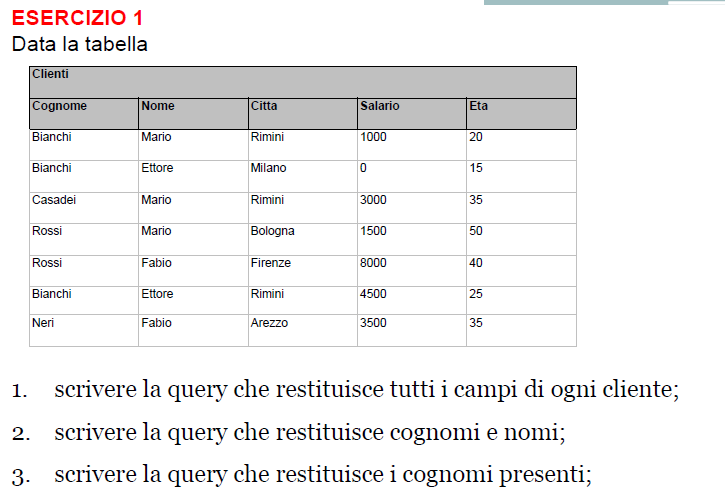 ESERCIZIO 1
Data la tabella
Clienti
Cognome Nome Citta Salario Eta
Bianchi Mario Rimini 1000 20
Bianchi Ettore Milano 0 15
Casadei Mario Rimini 3000 35
Rossi Mario Bologna 1500 50
Rossi Fabio Firenze 8000 40
Bianchi Ettore Rimini 4500 25
Neri Fabio Arezzo 3500 35
1. scrivere la query che restituisce tutti i campi di ogni cliente;
2. scrivere la query che restituisce cognomi e nomi;
3. scrivere la query che restituisce i cognomi presenti;